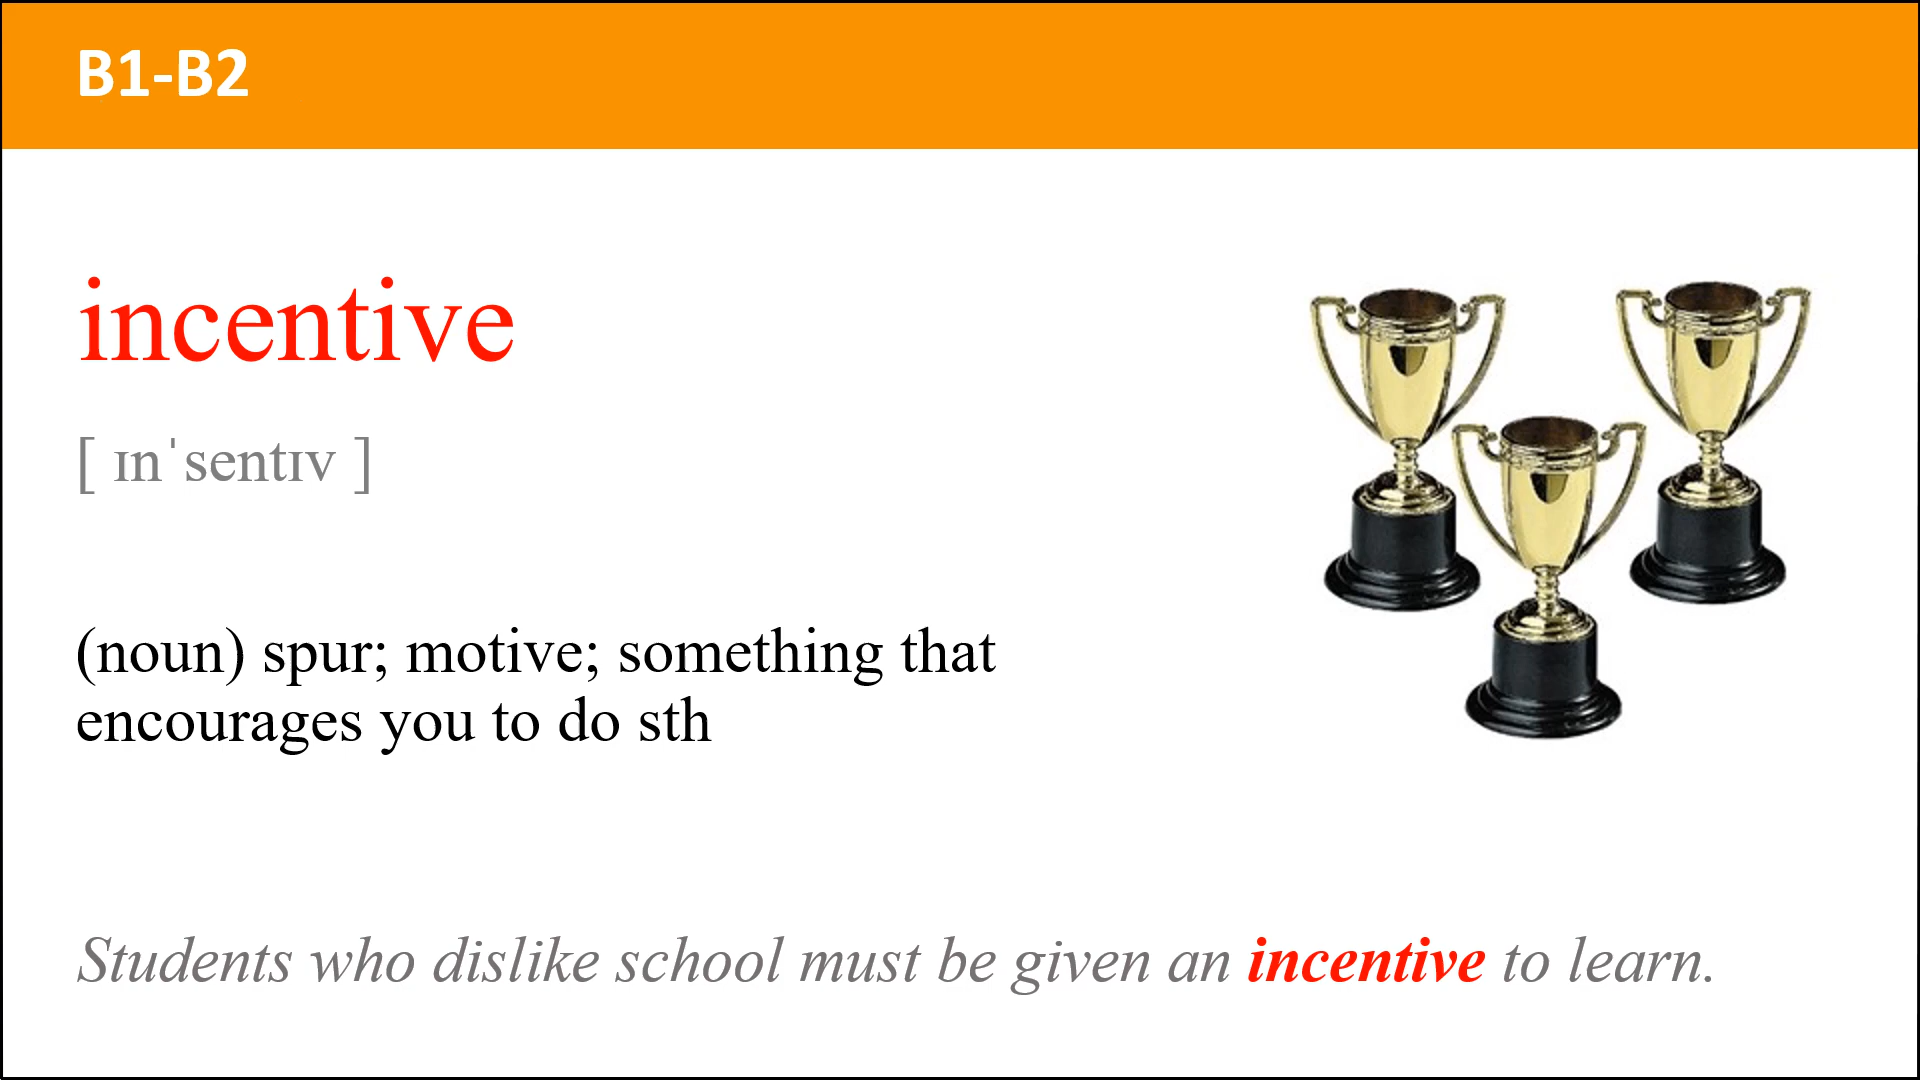 B1-B2
incentive
[ ɪnˈsentɪv ]
(noun) spur; motive; something that
encourages you to do sth
Students who dislike school must be given an incentive to learn.